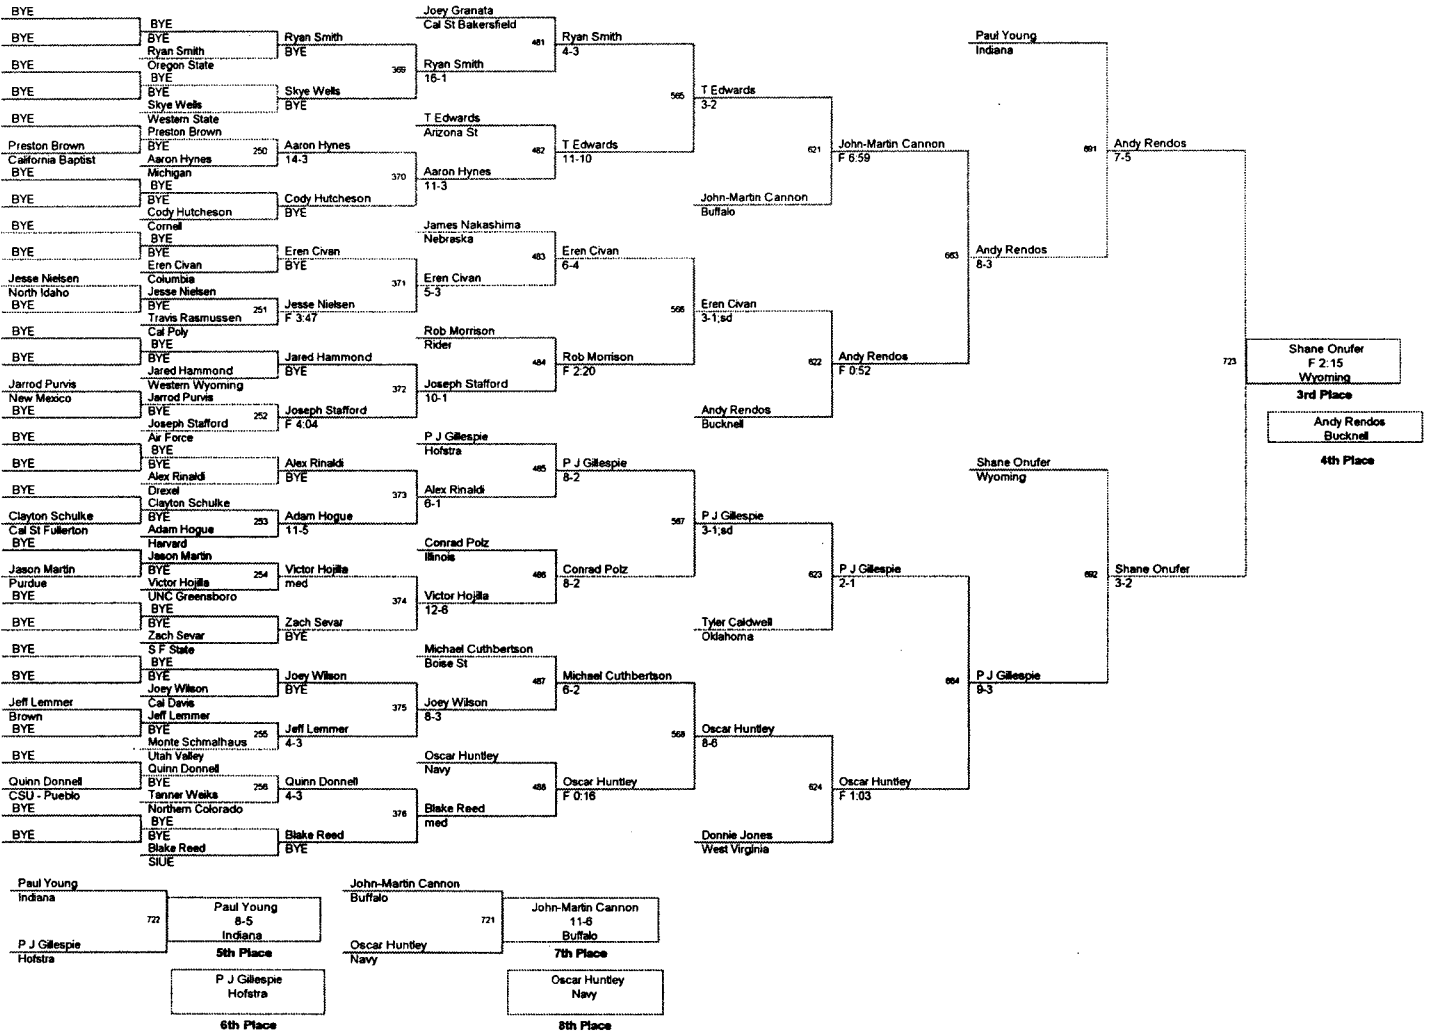 BYE
BYE
BYE
BYE
BYE
Preston Brown
California Baptist
BYE
BYE
BYE
BYE
Jesse Nielsen
North Idaho
BYE
BYE
BYE
Jarrod Purvis
New Mexico
BYE
BYE
BYE
BYE
Clayton Schulke
Cal St Fullerton
BYE
Jason Martin
Purdue
BYE
BYE
BYE
BYE
Jeff Lemmer
Brown
BYE
BYE
Quinn Donnell
CSU - Pueblo
BYE
BYE
BYE
BYE
Ryan Smith
Oregon State
BYE
BYE
Skye Wells
Western State
Preston Brown
BYE
250
Aaron Hynes
Michigan
BYE
BYE
Cody Hutcheson
Cornell
BYE
BYE
Eren Civan
Columbia
Jesse Nielsen
BYE
251
Travis Rasmussen
Cal Poly
BYE
BYE
Jared Hammond
Western Wyoming
Jarrod Purvis
BYE
252
Joseph Stafford
Air Force
BYE
BYE
Alex Rinaldi
Drexel
Clayton Schulke
BYE
253
Adam Hogue
Harvard
Jason Martin
BYE
254
Victor Hojilla
UNC Greensboro
BYE
BYE
Zach Sevar
S F State
BYE
BYE
Joey Wilson
Cal Davis
Jeff Lemmer
BYE
255
Monte Schmalhaus
Utah Valley
Quinn Donnell
BYE
256
Tanner Weiks
Northern Colorado
BYE
BYE
Blake Reed
SIUE
Ryan Smith
BYE
369
Skye Wells
BYE
Aaron Hynes
14-3
370
Cody Hutcheson
BYE
Eren Civan
BYE
371
Jesse Nielsen
F 3:47
Jared Hammond
BYE
372
Joseph Stafford
F 4:04
Alex Rinaldi
BYE
373
Adam Hogue
11-5
Victor Hojilla
med
374
Zach Sevar
BYE
Joey Wilson
BYE
375
Jeff Lemmer
4-3
Quinn Donnell
4-3
376
Blake Reed
BYE
Joey Granata
Cal St Bakersfield
481
Ryan Smith
16-1
T Edwards
Arizona St
482
Aaron Hynes
11-3
James Nakashima
Nebraska
483
Eren Civan
5-3
Rob Morrison
Rider
484
Joseph Stafford
10-1
P J Gillespie
Hofstra
485
Alex Rinaldi
6-1
Conrad Polz
Illinois
486
Victor Hojilla
12-6
Michael Cuthbertson
Boise St
487
Joey Wilson
8-3
Oscar Huntley
Navy
488
Blake Reed
med
Ryan Smith
4-3
565
T Edwards
11-10
Eren Civan
6-4
566
Rob Morrison
F 2:20
P J Gillespie
8-2
567
Conrad Polz
8-2
Michael Cuthbertson
6-2
568
Oscar Huntley
F 0:16
T Edwards
3-2
621
John-Martin Cannon
Buffalo
Eren Civan
3-1;sd
622
Andy Rendos
Bucknell
P J Gillespie
3-1;sd
623
Tyler Caldwell
Oklahoma
Oscar Huntley
8-6
624
Donnie Jones
West Virginia
John-Martin Cannon
F 6:59
663
Andy Rendos
F 0:52
P J Gillespie
2-1
664
Oscar Huntley
F 1:03
Paul Young
Indiana
691
Andy Rendos
8-3
Shane Onufer
Wyoming
692
P J Gillespie
9-3
Andy Rendos
7-5
723
Shane Onufer
3-2
Shane Onufer
F 2:15
Wyoming
3rd Place
Andy Rendos
Bucknell
4th Place
Paul Young
Indiana
722
P J Gillespie
Hofstra
Paul Young
8-5
Indiana
5th Place
P J Gillespie
Hofstra
6th Place
John-Martin Cannon
Buffalo
721
Oscar Huntley
Navy
John-Martin Cannon
11-6
Buffalo
7th Place
Oscar Huntley
Navy
8th Place